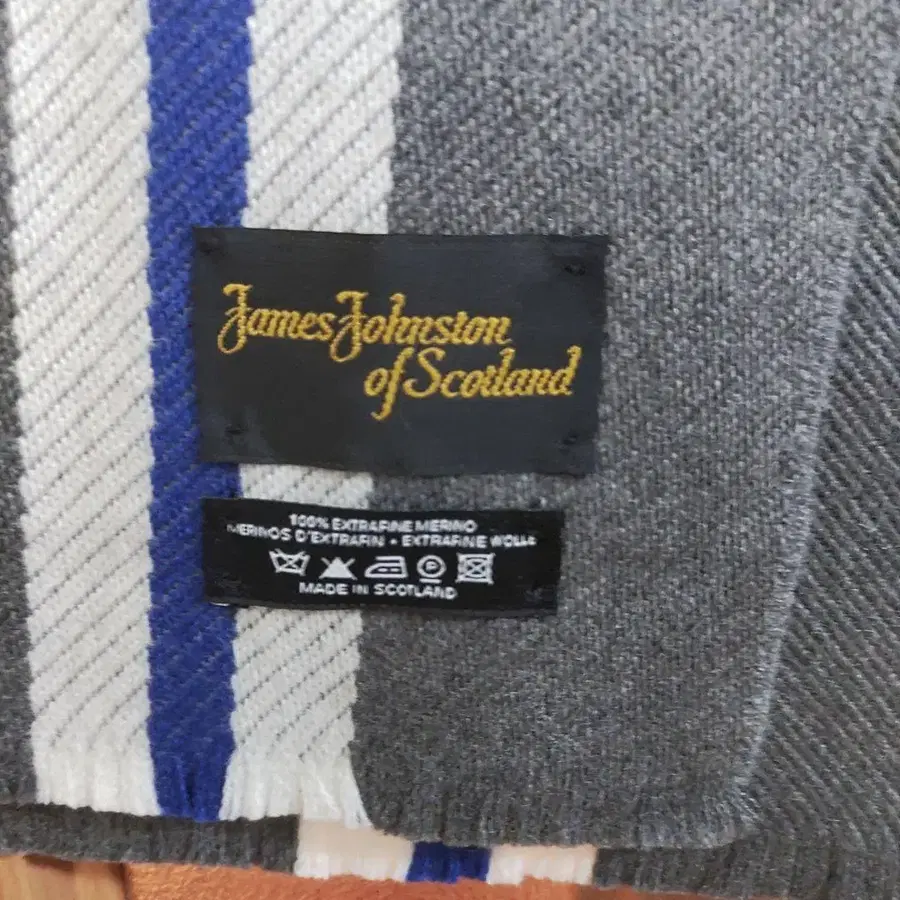 James Johnston
of Scotland
100% EXTRAFINE MERINO
MERINOS D'EXTRAFIN • EXTRAFINE WOLLE
P
MADE IN SCOTLAND